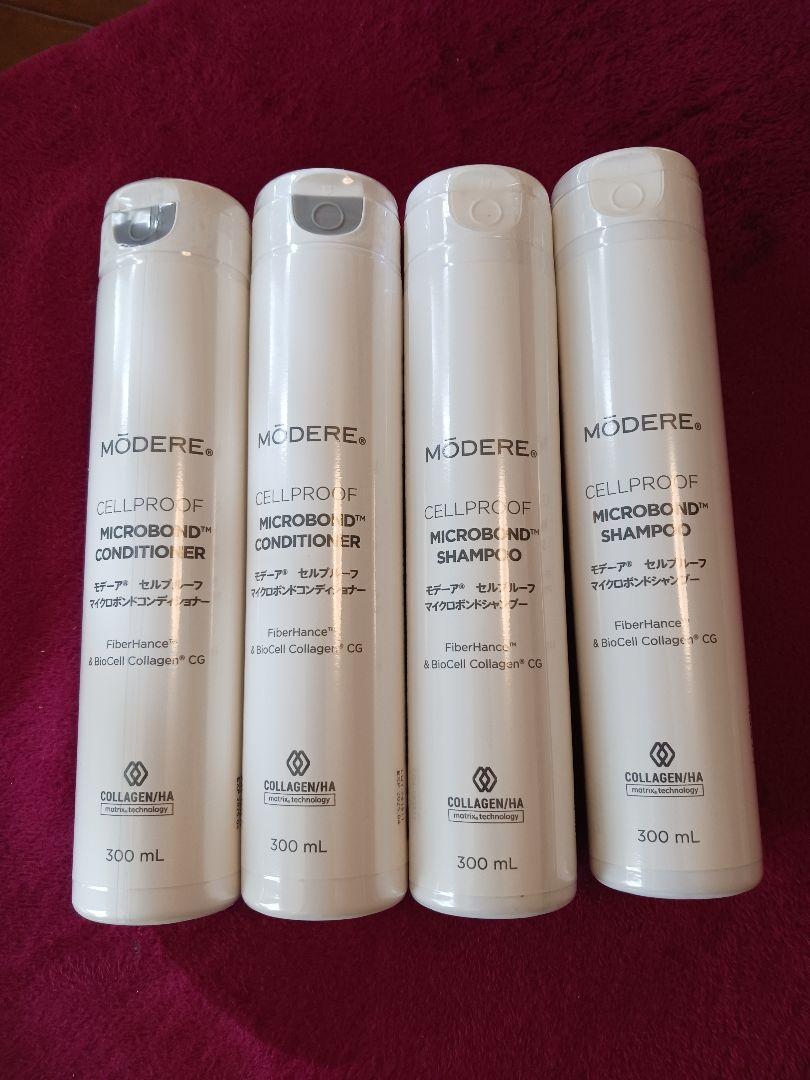 MŌDERE®
CELLPROOF
MICROBOND™
CONDITIONER
モデーア® セルプルーフ
マイクロボンドコンディショナー
FiberHance™
& BioCell Collagen® CG
COLLAGEN/HA
matrix® technology
300 mL
MŌDERE®
CELLPROOF
MICROBOND™
CONDITIONER
モデーア® セルプルーフ
マイクロボンドコンディショナー
FiberHance™
& BioCell Collagen® CG
COLLAGEN/HA
matrix® technology
300 mL
MŌDERE®
CELLPROOF
MICROBOND™
SHAMPOO
モデーア® セルプルーフ
マイクロボンドシャンプー
FiberHance™
& BioCell Collagen® CG
COLLAGEN/HA
matrix® technology
300 mL
MŌDERE®
CELLPROOF
MICROBOND™
SHAMPOO
モデーア® セルプルーフ
マイクロボンドシャンプー
FiberHance™
& BioCell Collagen® CG
COLLAGEN/HA
matrix® technology
300 mL